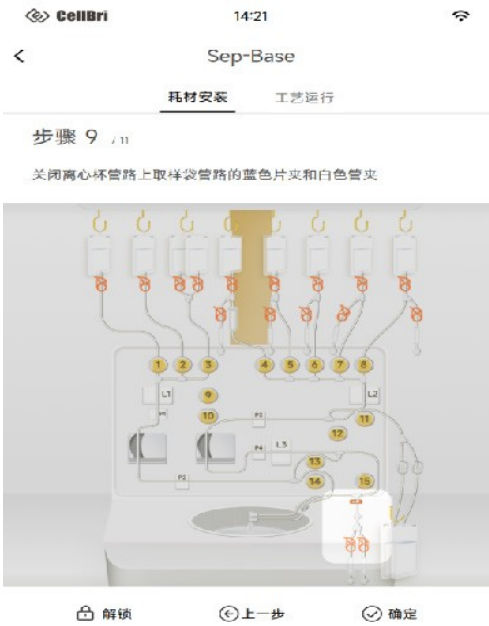 CellBri
14:21
Sep-Base
耗材安装
工艺运行
步骤 9 / 11
关闭离心杯管路上取样袋管路的蓝色片夹和白色管夹
1 2 3 4 5 6 7 8
L1 L2
9
10
P3
11
12
P4 L3
13
P2
14 15
解锁
上一步
确定